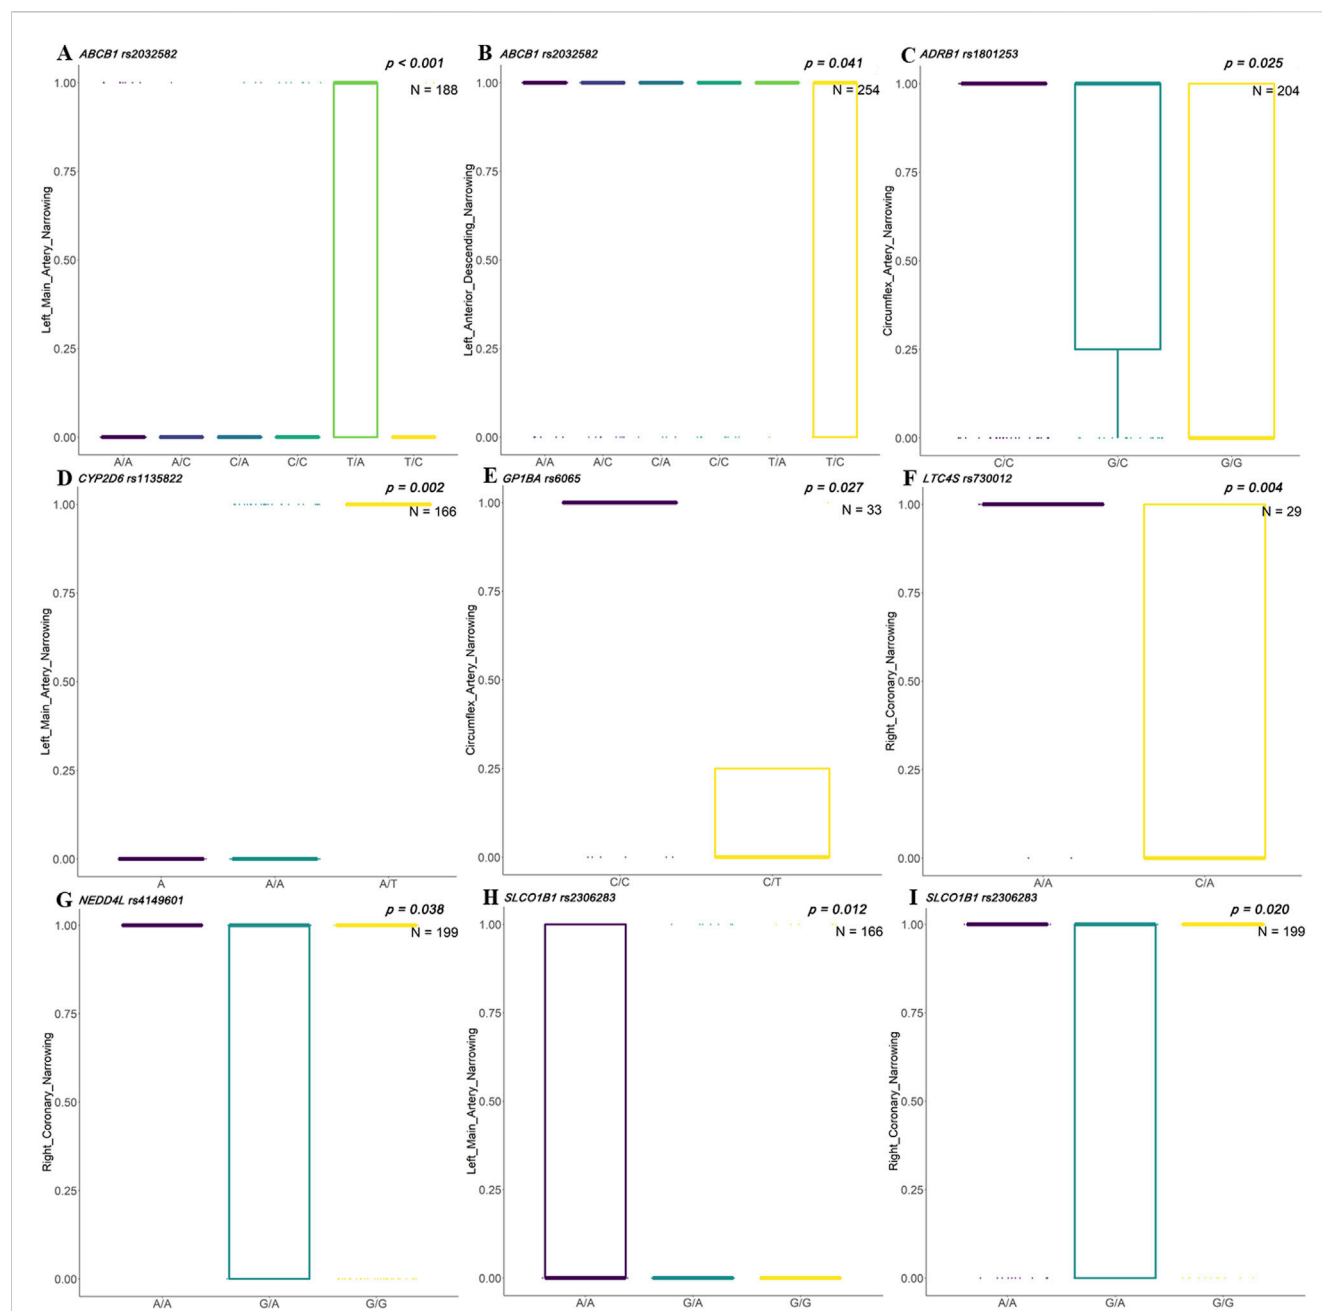 A ABCB1 rs2032582
p < 0.001
N = 188
Left_Main_Artery_Narrowing
1.00
0.75
0.50
0.25
0.00
A/A A/C C/A C/C T/A T/C
B ABCB1 rs2032582
p = 0.041
N = 254
Left_Anterior_Descending_Narrowing
1.00
0.75
0.50
0.25
0.00
A/A A/C C/A C/C T/A T/C
C ADRB1 rs1801253
p = 0.025
N = 204
Circumflex_Artery_Narrowing
1.00
0.75
0.50
0.25
0.00
C/C G/C G/G
D CYP2D6 rs1135822
p = 0.002
N = 166
Left_Main_Artery_Narrowing
1.00
0.75
0.50
0.25
0.00
A A/A A/T
E GP1BA rs6065
p = 0.027
N = 33
Circumflex_Artery_Narrowing
1.00
0.75
0.50
0.25
0.00
C/C C/T
F LTC4S rs730012
p = 0.004
N = 29
Right_Coronary_Narrowing
1.00
0.75
0.50
0.25
0.00
A/A C/A
G NEDD4L rs4149601
p = 0.038
N = 199
Right_Coronary_Narrowing
1.00
0.75
0.50
0.25
0.00
A/A G/A G/G
H SLCO1B1 rs2306283
p = 0.012
N = 166
Left_Main_Artery_Narrowing
1.00
0.75
0.50
0.25
0.00
A/A G/A G/G
I SLCO1B1 rs2306283
p = 0.020
N = 199
Right_Coronary_Narrowing
1.00
0.75
0.50
0.25
0.00
A/A G/A G/G